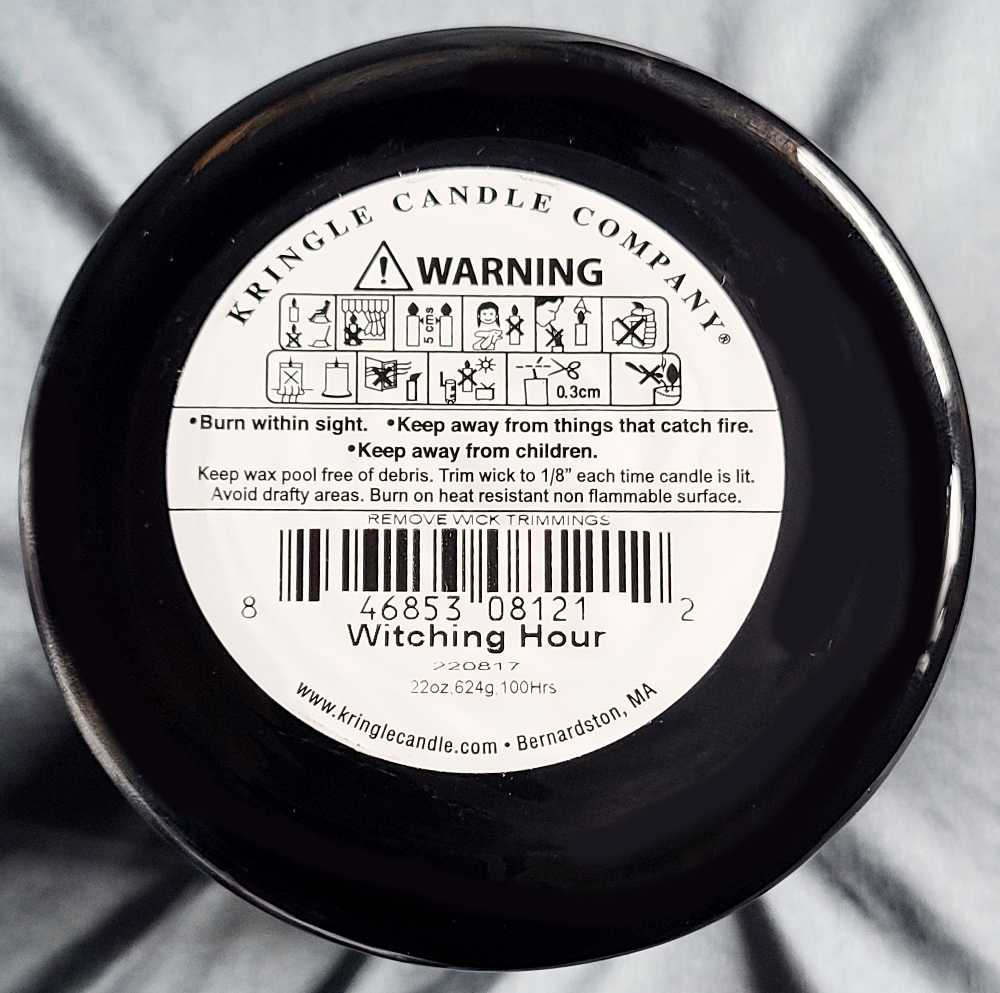 KRINGLE CANDLE COMPANY®
WARNING
5 cms
0.3cm
•Burn within sight. •Keep away from things that catch fire.
•Keep away from children.
Keep wax pool free of debris. Trim wick to 1/8” each time candle is lit.
Avoid drafty areas. Burn on heat resistant non flammable surface.
REMOVE WICK TRIMMINGS
8 46853 08121 2
Witching Hour
220817
22oz,624g,100Hrs
www.kringlecandle.com • Bernardston, MA